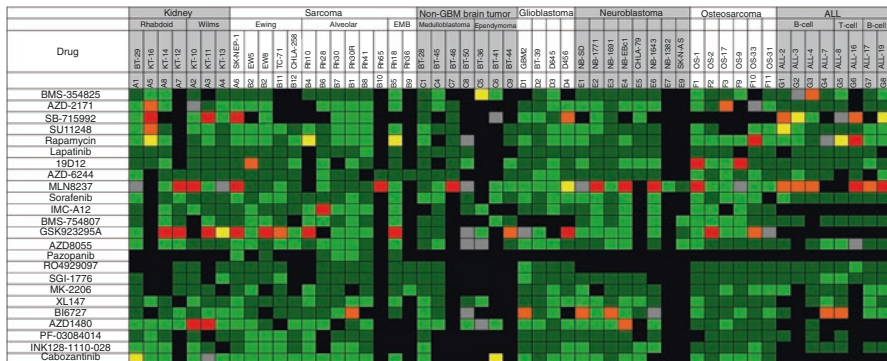 Kidney Sarcoma Non-GBM brain tumor Glioblastoma Neuroblastoma Osteosarcoma ALL
Rhabdoid Wilms Ewing Alveolar EMB Medulloblastoma Ependymoma B-cell T-cell B-cell
Drug
BT-29 KT-16 KT-14 KT-12 KT-10 KT-11 KT-13 SK-NEP-1 EW5 EW8 TC-71 CHLA-258 Rh10 Rh28 Rh30 Rh30R Rh41 Rh65 Rh18 Rh36 BT-28 BT-45 BT-46 BT-50 BT-36 BT-41 BT-44 GBM2 BT-39 D645 D456 NB-SD NB-1771 NB-1691 NB-EBc1 CHLA-79 NB-1643 NB-1382 SK-N-AS OS-1 OS-2 OS-17 OS-9 OS-33 OS-31 ALL-2 ALL-3 ALL-4 ALL-7 ALL-8 ALL-16 ALL-17 ALL-19
A1 A5 A6 A7 A2 A3 A4 A6 B2 B2 B11 B12 B4 B6 B7 B1 B8 B10 B5 B9 C1 C4 C7 C8 C5 C6 C9 D1 D2 D3 D4 E1 E2 E3 E4 E5 E6 E7 E9 F1 F2 F3 F9 F10 F11 G1 G2 G3 G4 G5 G6 G7 G8
BMS-354825
AZD-2171
SB-715992
SU11248
Rapamycin
Lapatinib
19D12
AZD-6244
MLN8237
Sorafenib
IMC-A12
BMS-754807
GSK923295A
AZD8055
Pazopanib
RO4929097
SGI-1776
MK-2206
XL147
BI6727
AZD1480
PF-03084014
INK128-1110-028
Cabozantinib